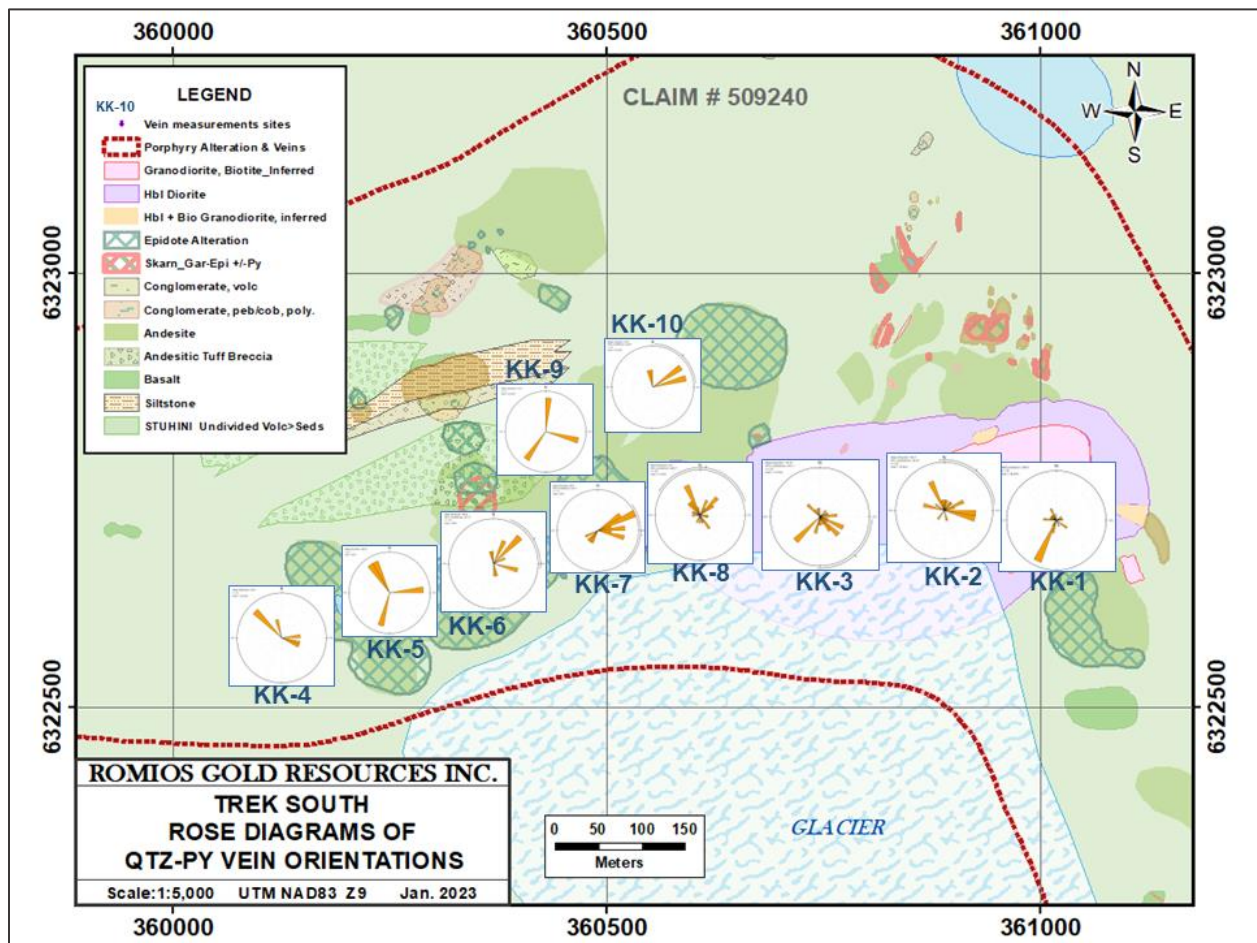 360000 360500 361000
CLAIM # 509240
N
W E
S
LEGEND
KK-10
Vein measurements sites
Porphyry Alteration & Veins
Granodiorite, Biotite_Inferred
Hbl Diorite
Hbl + Bio Granodiorite, inferred
Epidote Alteration
Skarn_Gar-Epi +/-Py
Conglomerate, volc
Conglomerate, peb/cob, poly.
Andesite
Andesitic Tuff Breccia
Basalt
Siltstone
STUHINI Undivided Volc>Seds
6323000 6323000
KK-10
KK-9
KK-7 KK-8 KK-3 KK-2 KK-1
KK-6
KK-5
KK-4
6322500 6322500
ROMIOS GOLD RESOURCES INC.
TREK SOUTH
ROSE DIAGRAMS OF
QTZ-PY VEIN ORIENTATIONS
Scale:1:5,000 UTM NAD83 Z9 Jan. 2023
0 50 100 150
Meters
GLACIER
360000 360500 361000